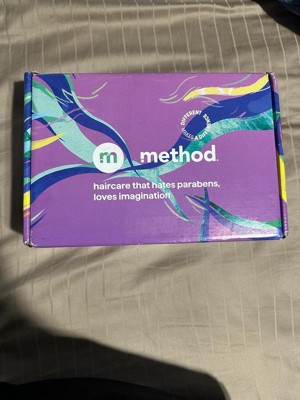 m method
haircare that hates parabens,
loves imagination